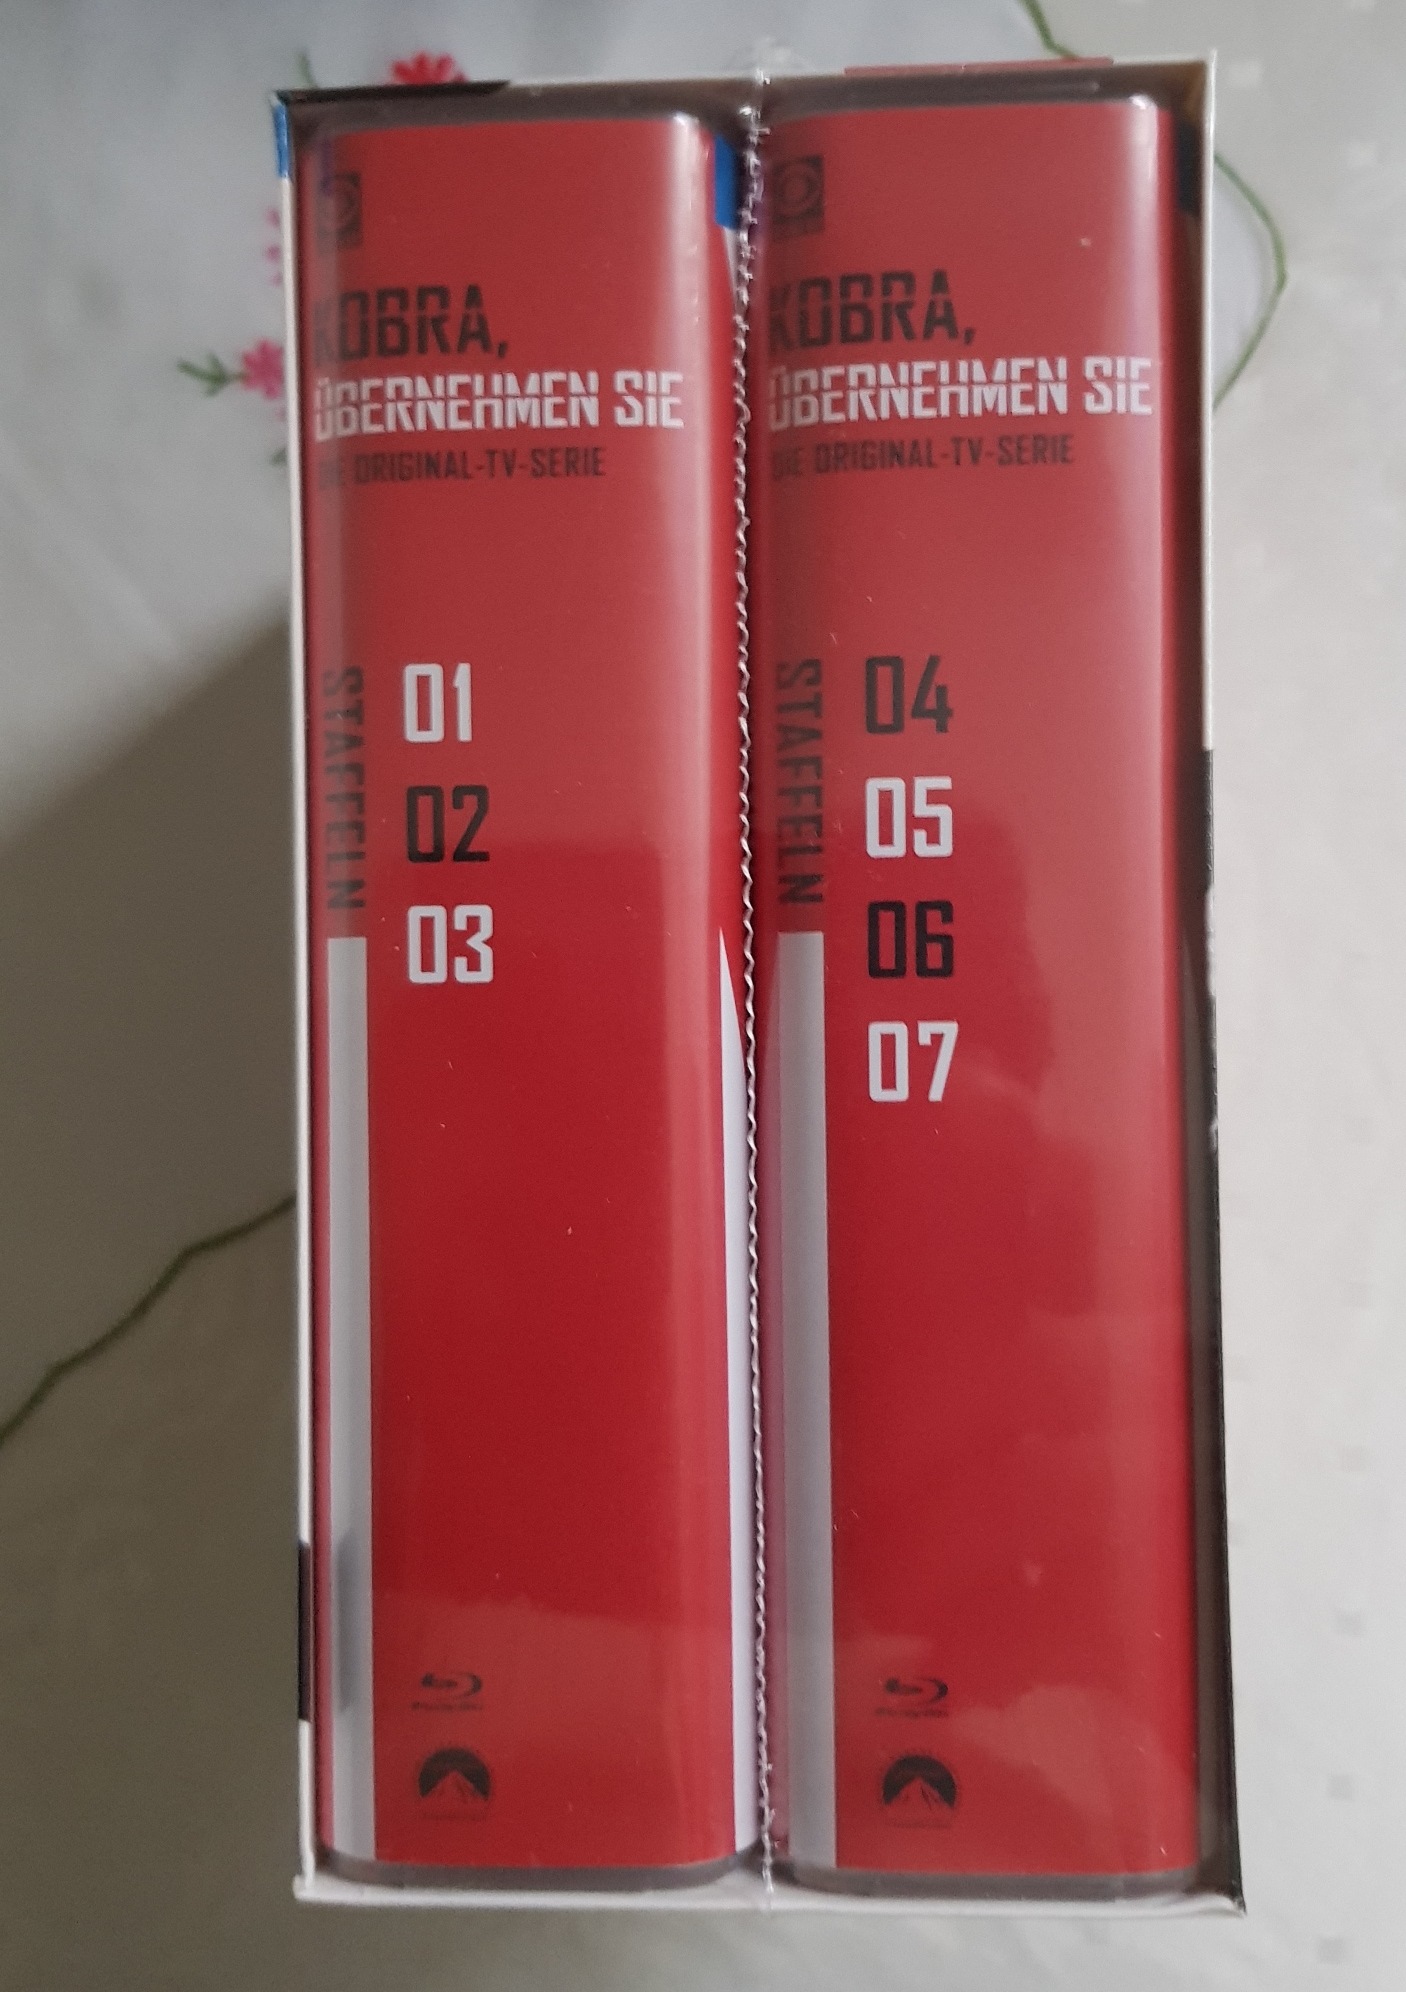 KOBRA,
ÜBERNEHMEN SIE
DIE ORIGINAL-TV-SERIE
STAFFELN
01
02
03
KOBRA,
ÜBERNEHMEN SIE
DIE ORIGINAL-TV-SERIE
STAFFELN
04
05
06
07